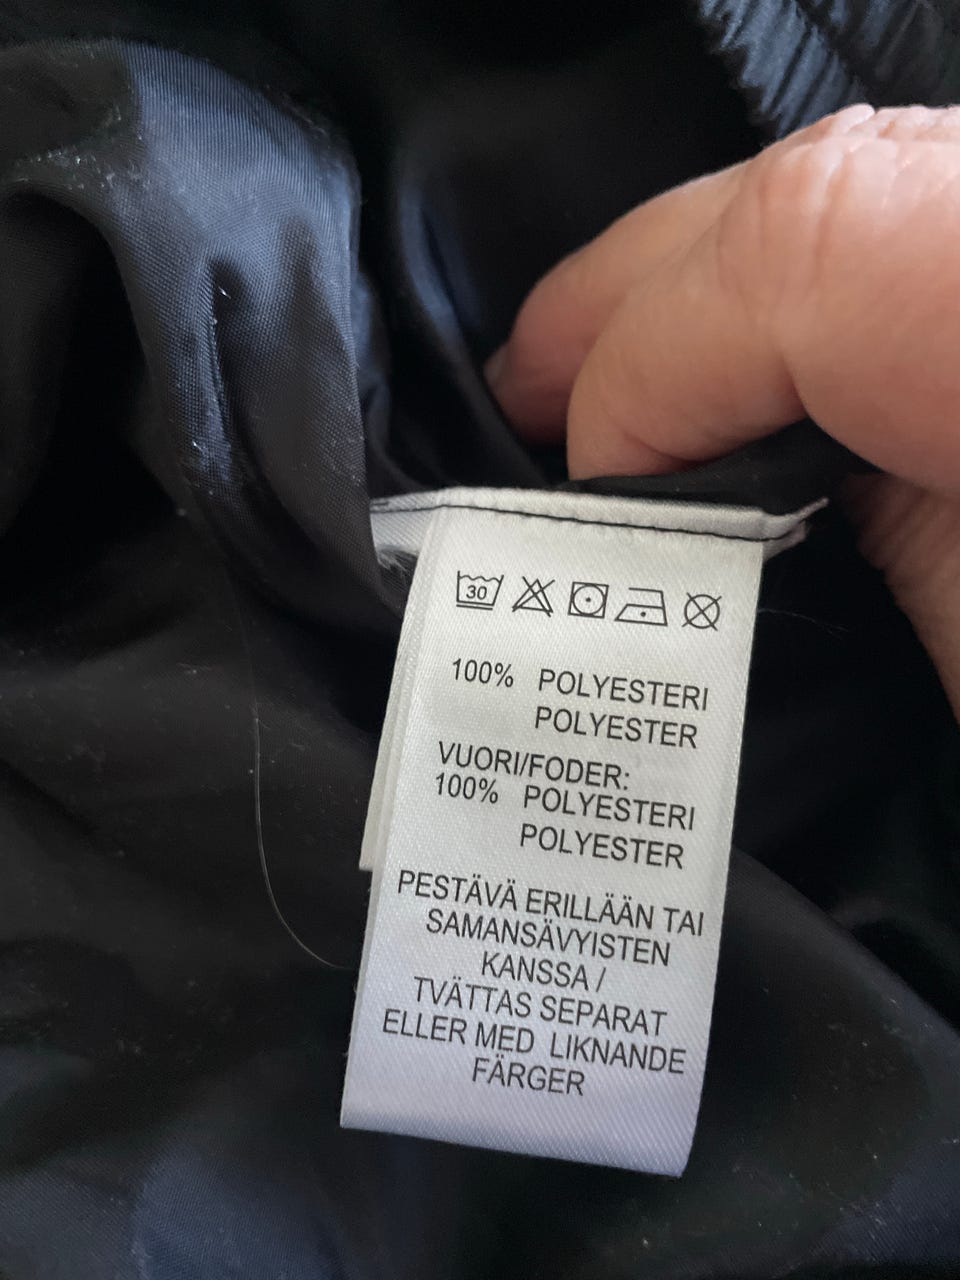 30
100% POLYESTERI
POLYESTER
VUORI/FODER:
100% POLYESTERI
POLYESTER
PESTÄVÄ ERILLÄÄN TAI
SAMANSÄVYISTEN
KANSSA /
TVÄTTAS SEPARAT
ELLER MED LIKNANDE
FÄRGER